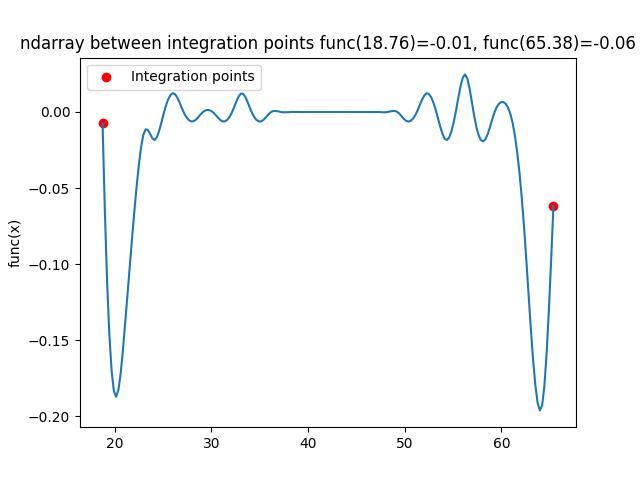 ndarray between integration points func(18.76)=-0.01, func(65.38)=-0.06
Integration points
func(x)
0.00
−0.05
−0.10
−0.15
−0.20
20 30 40 50 60